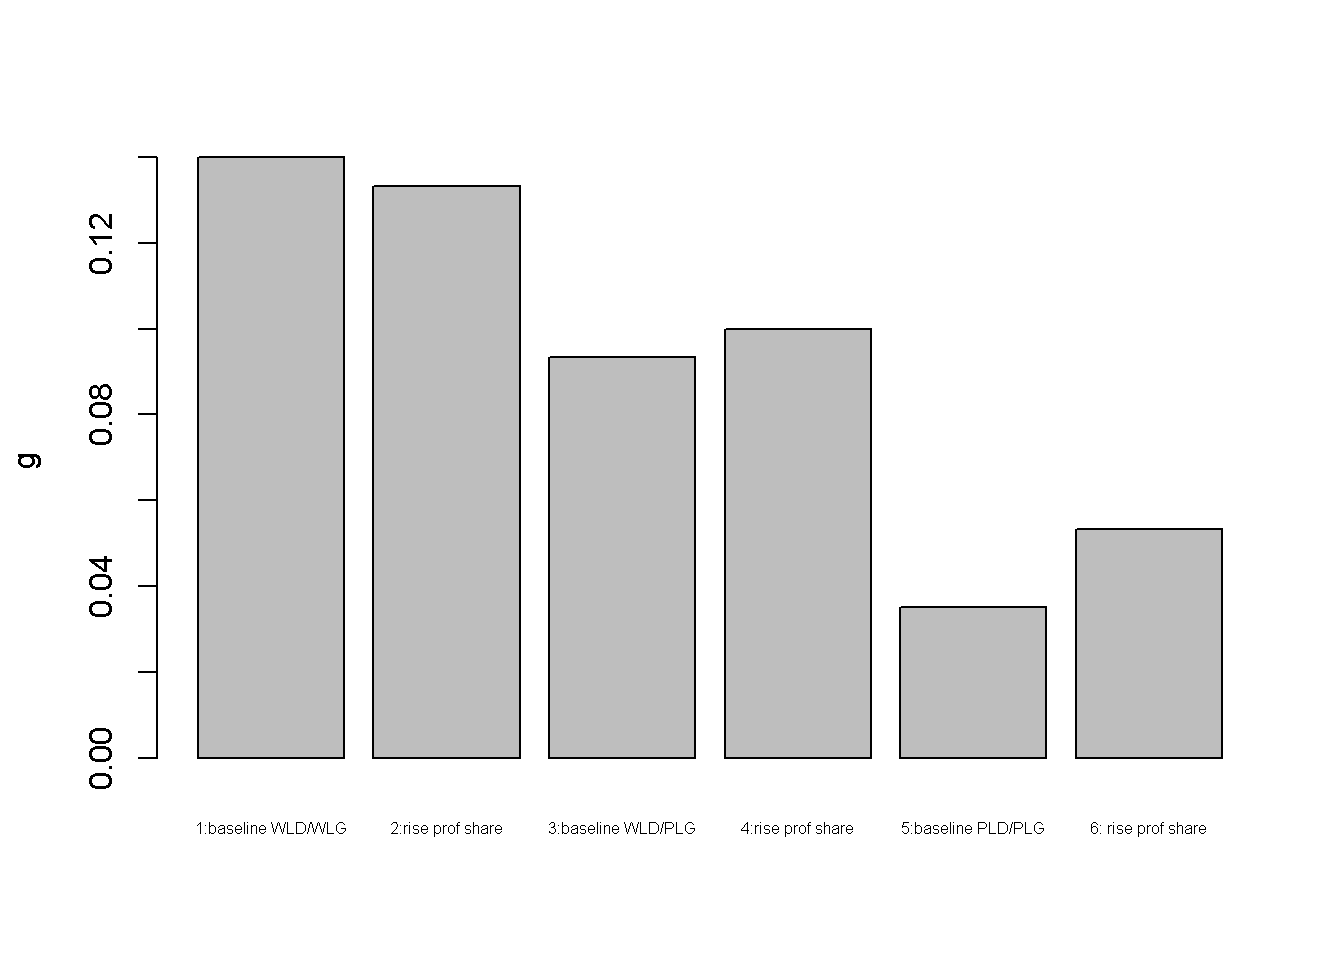 0.12
0.08
0.04
0.00
g
1:baseline WLD/WLG 2:rise prof share 3:baseline WLD/PLG 4:rise prof share 5:baseline PLD/PLG 6: rise prof share